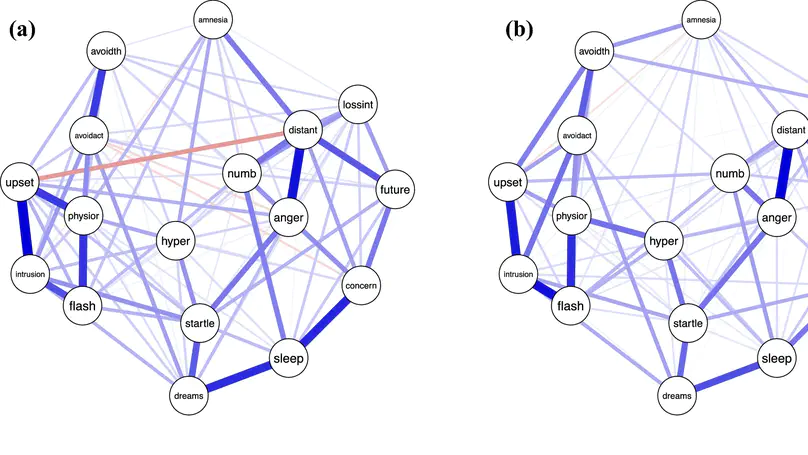 (a)
amnesia
avoidth
lossint
avoidact
distant
upset
numb
future
physior
anger
hyper
intrusion
concern
flash
startle
sleep
dreams
(b)
amnesia
avoidth
avoidact
distant
upset
numb
physior
anger
hyper
intrusion
flash
startle
sleep
dreams